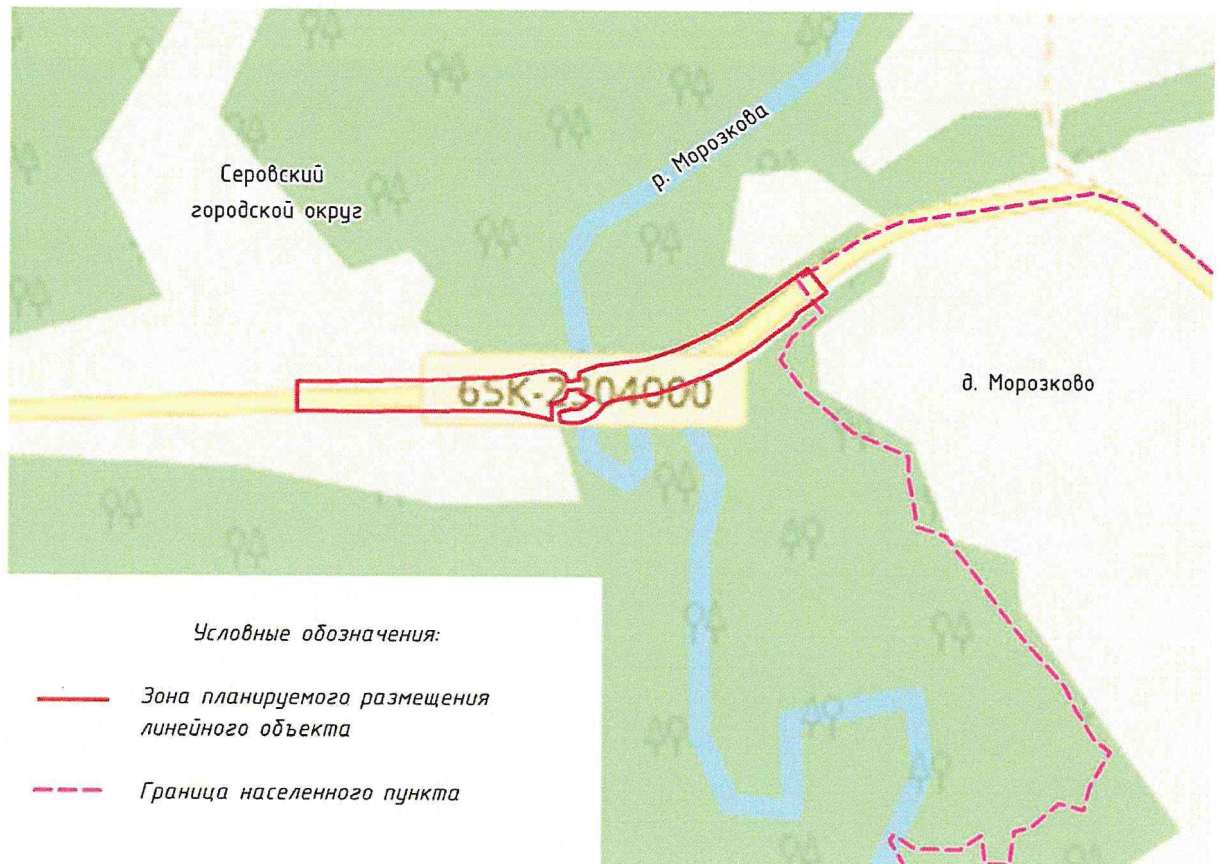 Серовский
городской округ
р. Морозкова
65К-2304000
д. Морозково
Условные обозначения:
Зона планируемого размещения
линейного объекта
Граница населенного пункта